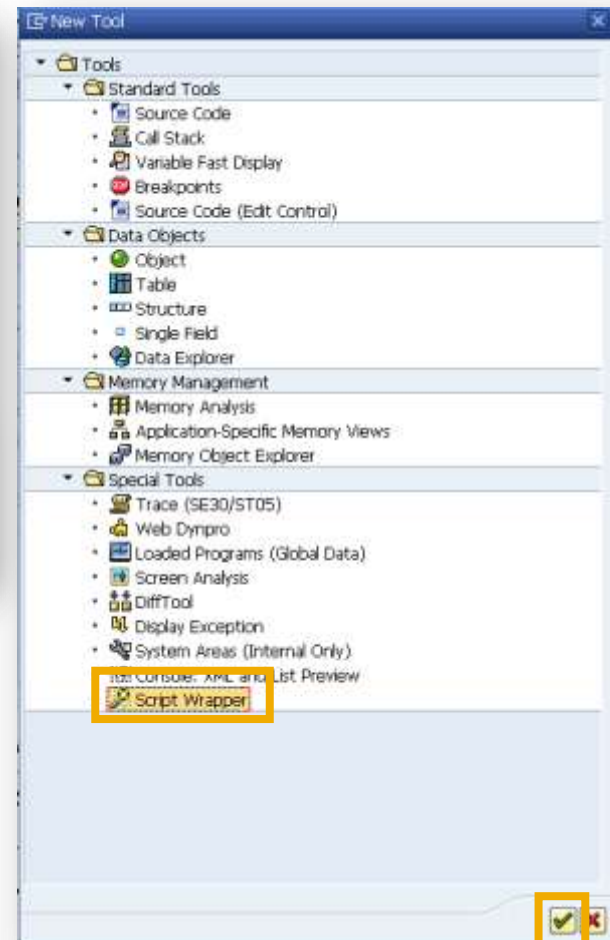 New Tool
Tools
Standard Tools
Source Code
Call Stack
Variable Fast Display
Breakpoints
Source Code (Edit Control)
Data Objects
Object
Table
Structure
Single Field
Data Explorer
Memory Management
Memory Analysis
Application-Specific Memory Views
Memory Object Explorer
Special Tools
Trace (SE30/ST05)
Web Dynpro
Loaded Programs (Global Data)
Screen Analysis
DiffTool
Display Exception
System Areas (Internal Only)
Console: XML and List Preview
Script Wrapper